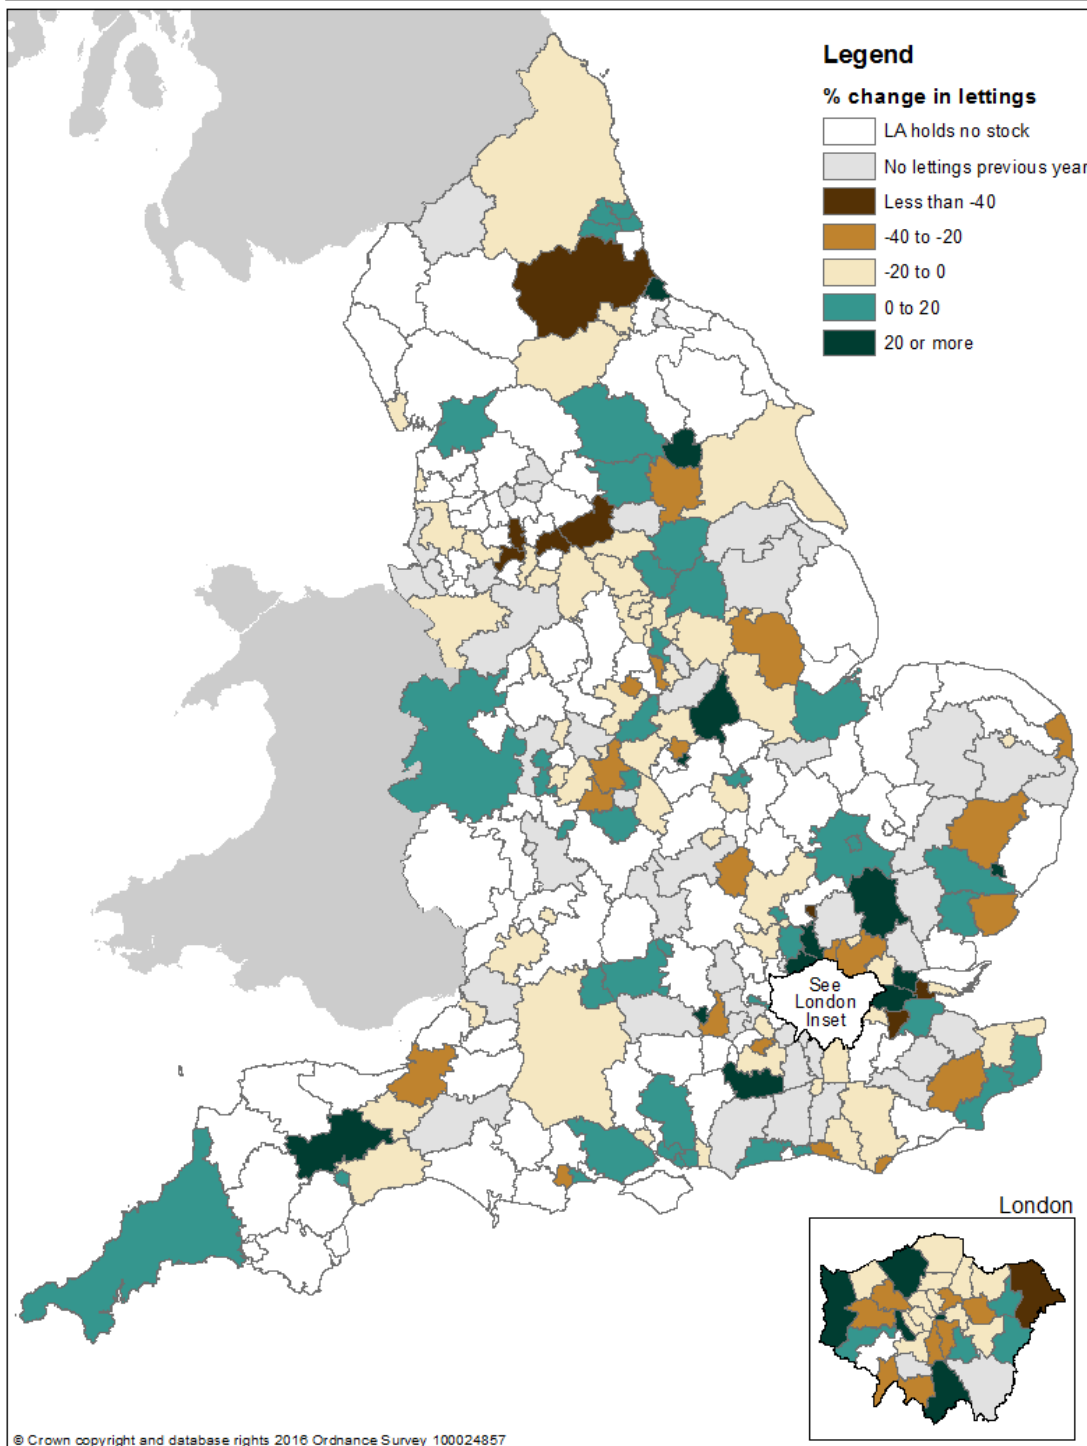 Legend
% change in lettings
LA holds no stock
No lettings previous year
Less than -40
-40 to -20
-20 to 0
0 to 20
20 or more
See
London
Inset
London
© Crown copyright and database rights 2016 Ordnance Survey 100024857